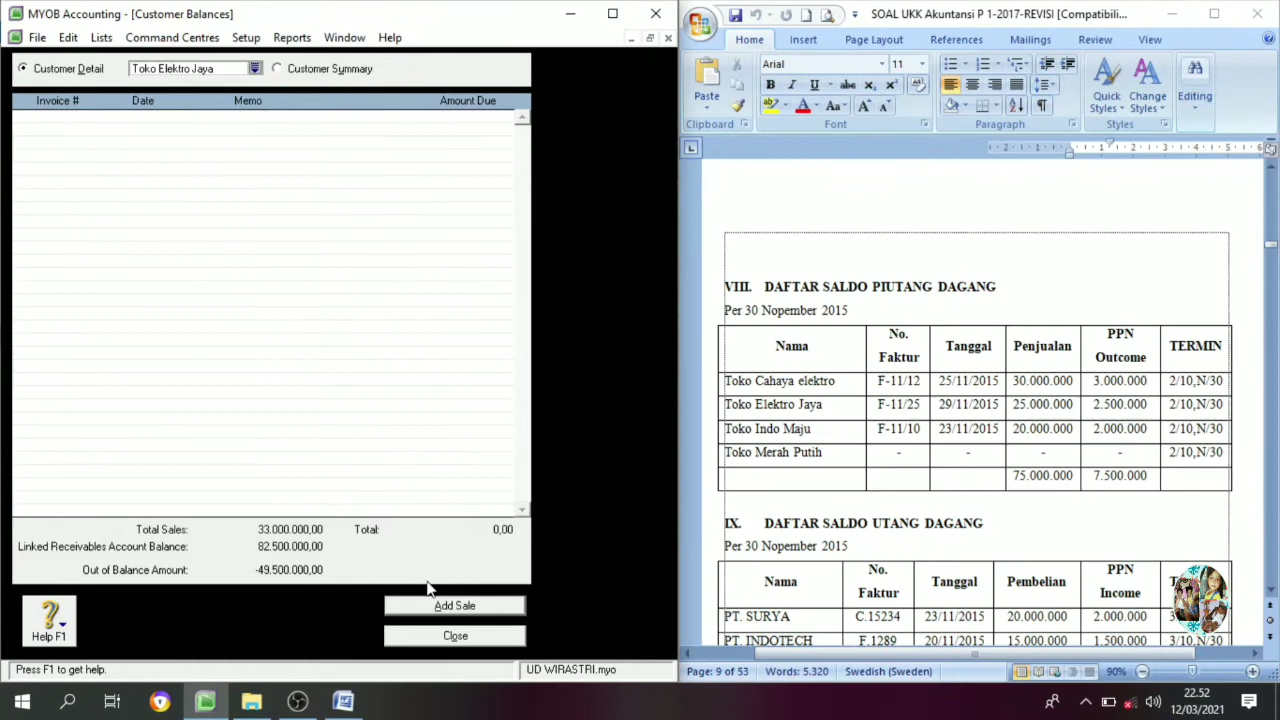 MYOB Accounting - [Customer Balances]
File Edit Lists Command Centres Setup Reports Window Help
Customer Detail Toko Elektro Jaya Customer Summary
Invoice # Date Memo Amount Due
Total Sales: 33.000.000,00 Total: 0,00
Linked Receivables Account Balance: 82.500.000,00
Out of Balance Amount: -49.500.000,00
Add Sale
Close
Help F1
Press F1 to get help. UD WIRASTRI.myo
SOAL UKK Akuntansi P 1-2017-REVISI [Compatibili...
Home Insert Page Layout References Mailings Review View
Arial 11
Paste
Quick Styles
Change Styles
Editing
Clipboard Font Paragraph Styles
VIII. DAFTAR SALDO PIUTANG DAGANG
Per 30 Nopember 2015
Nama No. Faktur Tanggal Penjualan PPN Outcome TERMIN
Toko Cahaya elektro F-11/12 25/11/2015 30.000.000 3.000.000 2/10,N/30
Toko Elektro Jaya F-11/25 29/11/2015 25.000.000 2.500.000 2/10,N/30
Toko Indo Maju F-11/10 23/11/2015 20.000.000 2.000.000 2/10,N/30
Toko Merah Putih - - - - 2/10,N/30
75.000.000 7.500.000
IX. DAFTAR SALDO UTANG DAGANG
Per 30 Nopember 2015
Nama No. Faktur Tanggal Pembelian PPN Income
PT. SURYA C.15234 23/11/2015 20.000.000 2.000.000
PT. INDOTECH F.1289 20/11/2015 15.000.000 1.500.000 3/10,N/30
Page: 9 of 53 Words: 5.320 Swedish (Sweden) 90%
22.52
12/03/2021